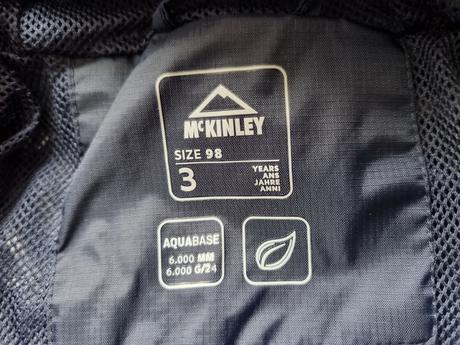 McKINLEY
SIZE 98
3
YEARS
ANS
JAHRE
ANNI
AQUABASE
6.000 MM
6.000 G/24